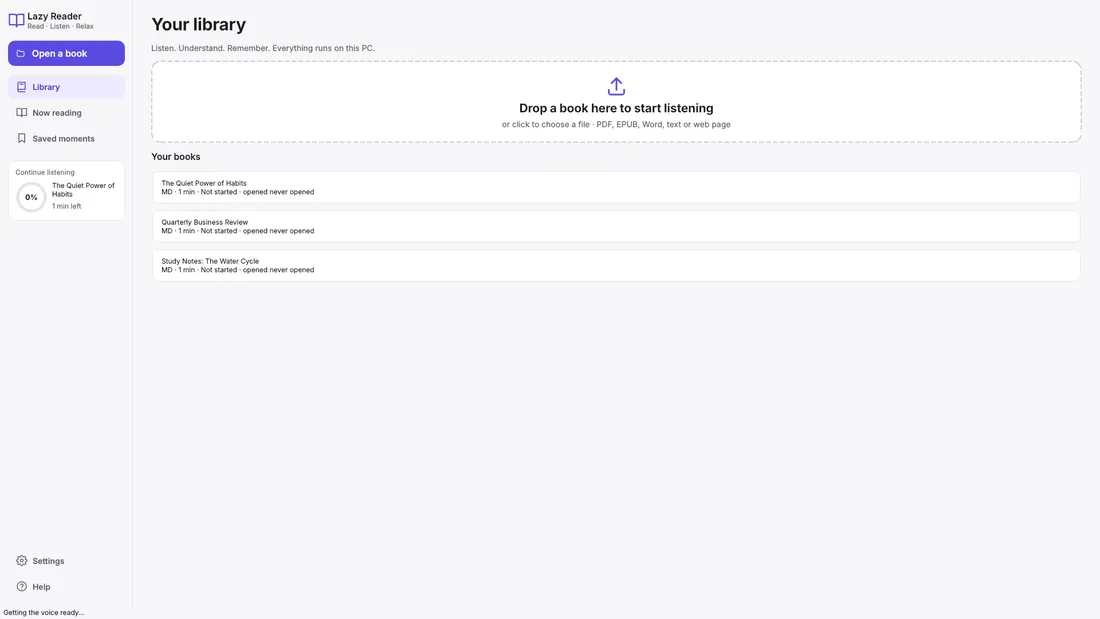 Lazy Reader
Read · Listen · Relax
Open a book
Library
Now reading
Saved moments
Continue listening
0%
The Quiet Power of
Habits
1 min left
Settings
Help
Getting the voice ready...
Your library
Listen. Understand. Remember. Everything runs on this PC.
Drop a book here to start listening
or click to choose a file · PDF, EPUB, Word, text or web page
Your books
The Quiet Power of Habits
MD · 1 min · Not started · opened never opened
Quarterly Business Review
MD · 1 min · Not started · opened never opened
Study Notes: The Water Cycle
MD · 1 min · Not started · opened never opened